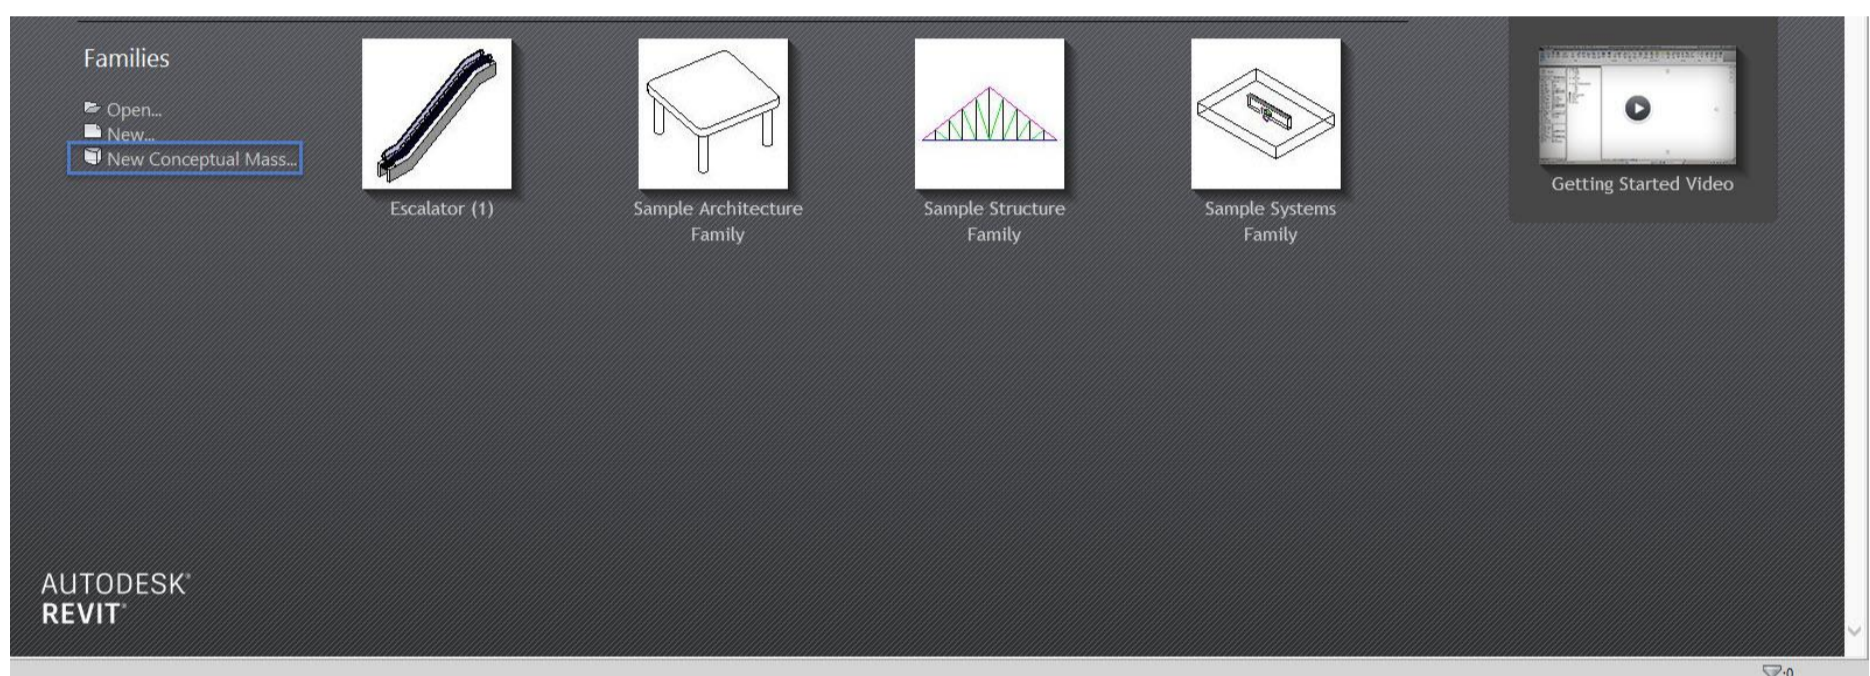 Families
Open...
New...
New Conceptual Mass...
Escalator (1)
Sample Architecture
Family
Sample Structure
Family
Sample Systems
Family
Getting Started Video
AUTODESK®
REVIT®
:0